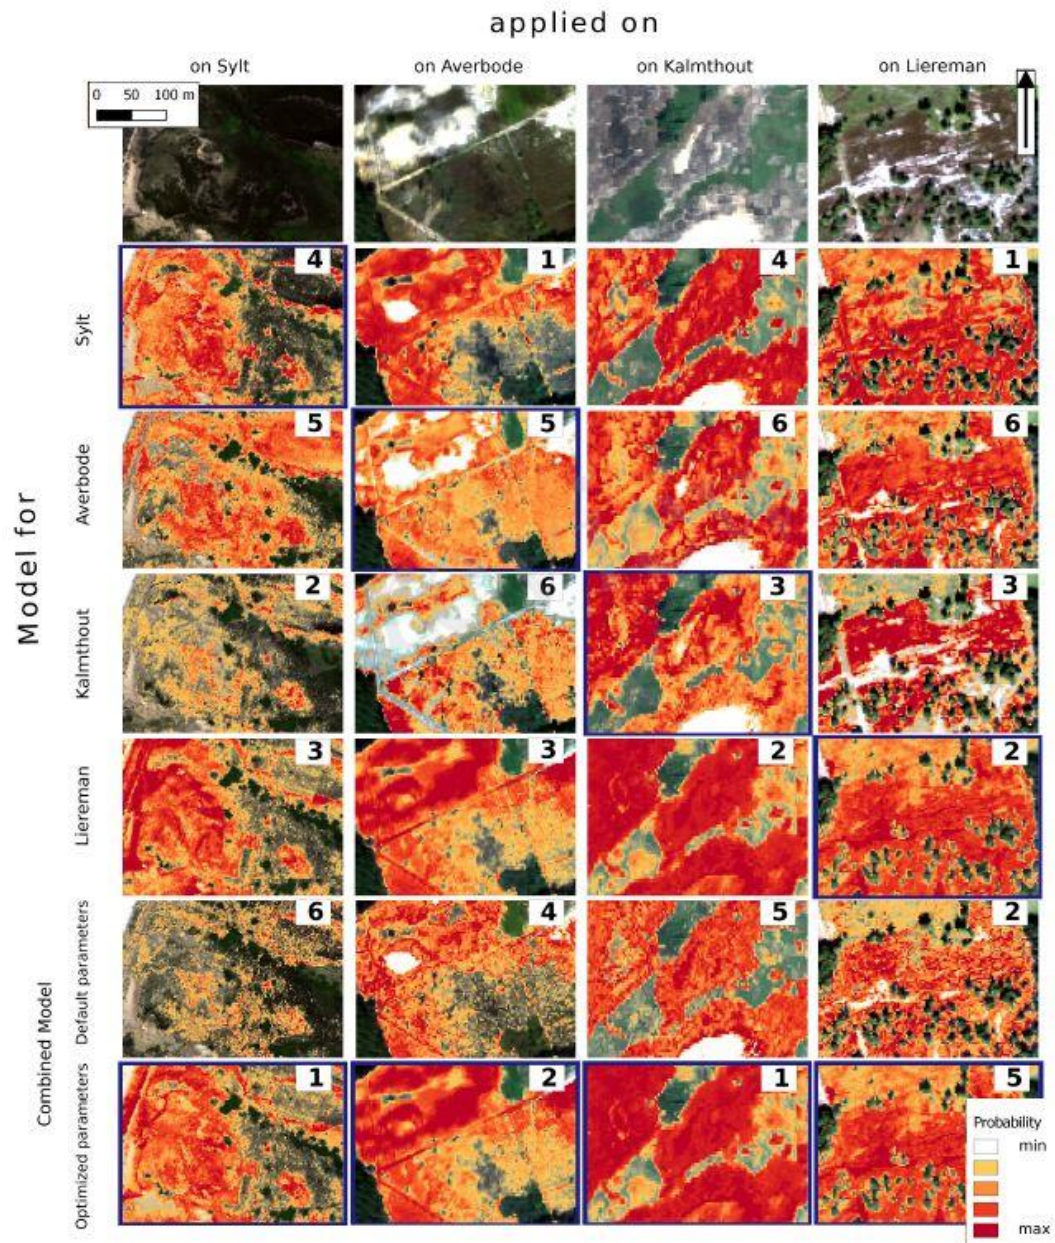 applied on
on Sylt
on Averbode
on Kalmthout
on Liereman
0 50 100 m
Model for
Sylt
4
1
4
1
Averbode
5
5
6
6
Kalmthout
2
6
3
3
Liereman
3
3
2
2
Combined Model
Default parameters
6
4
5
2
Optimized parameters
1
2
1
5
Probability
min
max